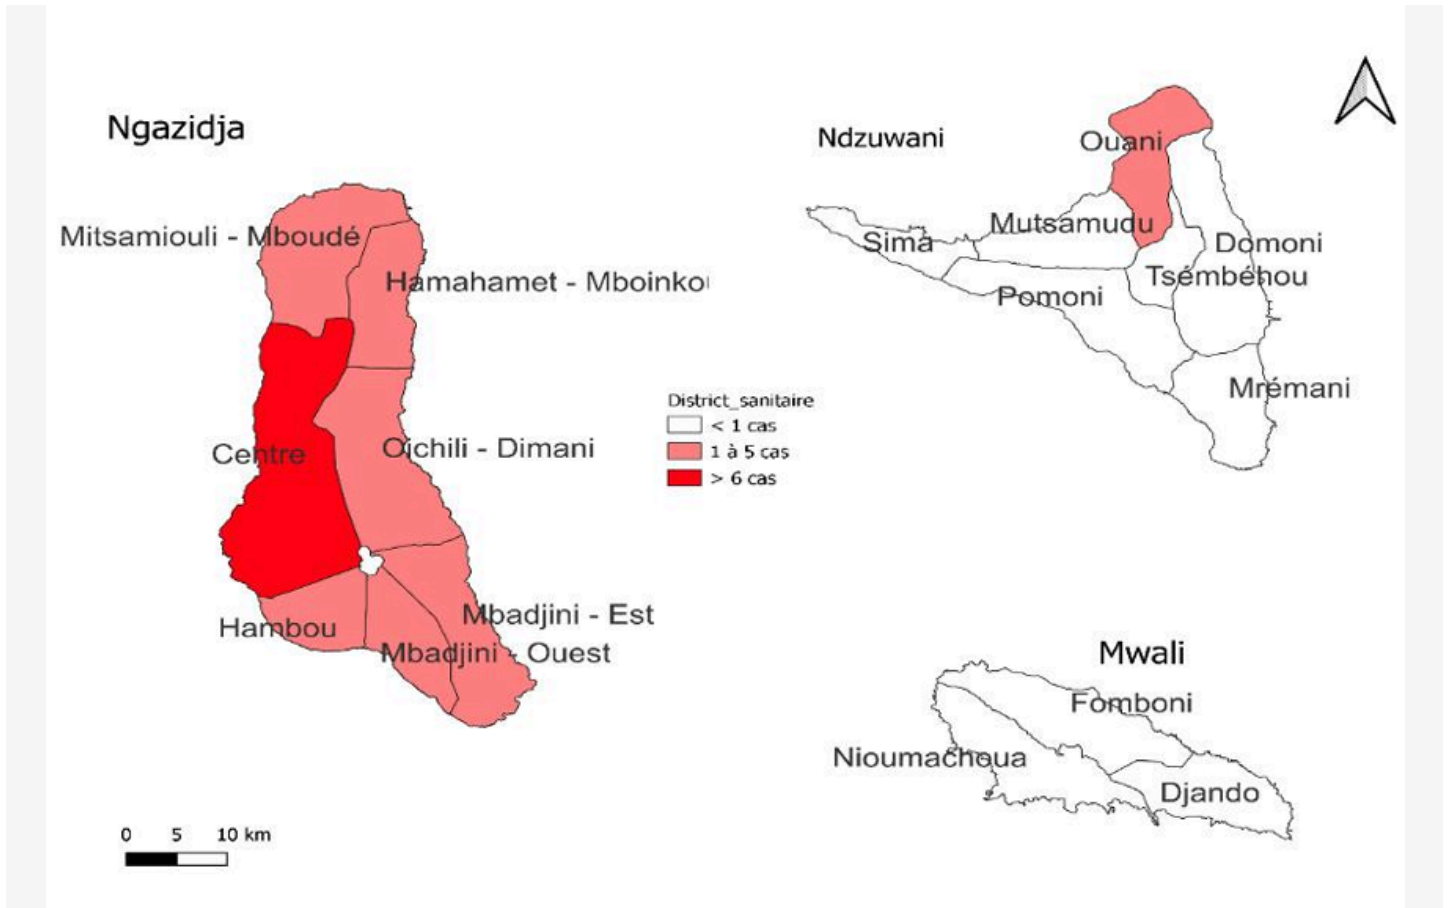 Ngazidja
Mitsamiouli - Mboudé
Hamahamet - Mboinkou
Centre
Oichili - Dimani
Hambou
Mbadjini - Est
Mbadjini - Ouest
0 5 10 km
District_sanitaire
< 1 cas
1 à 5 cas
> 6 cas
Ndzuwani
Ouani
Mutsamudu
Sima
Domoni
Tsémbéhou
Pomoni
Mrémani
Mwali
Fomboni
Nioumachoua
Djando